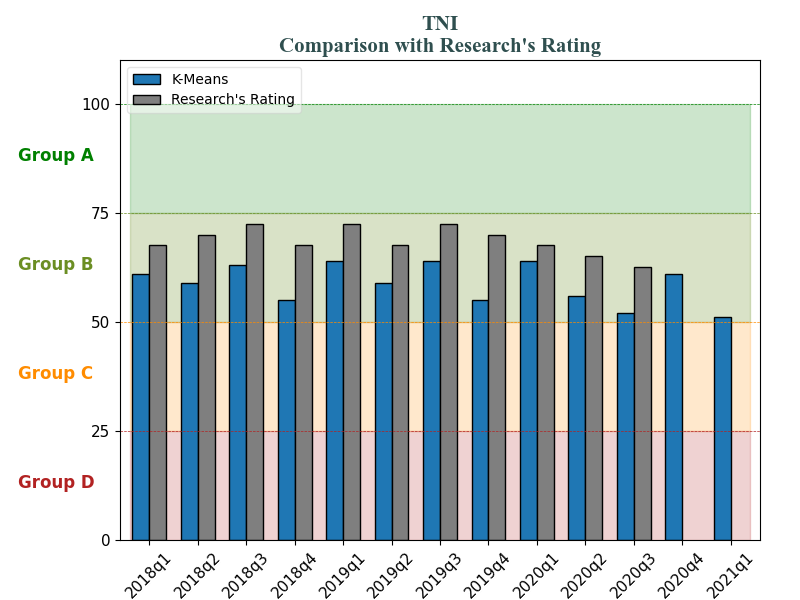 TNI
Comparison with Research's Rating
K-Means
Research's Rating
100
Group A
75
Group B
50
Group C
25
Group D
0
2018q1
2018q2
2018q3
2018q4
2019q1
2019q2
2019q3
2019q4
2020q1
2020q2
2020q3
2020q4
2021q1